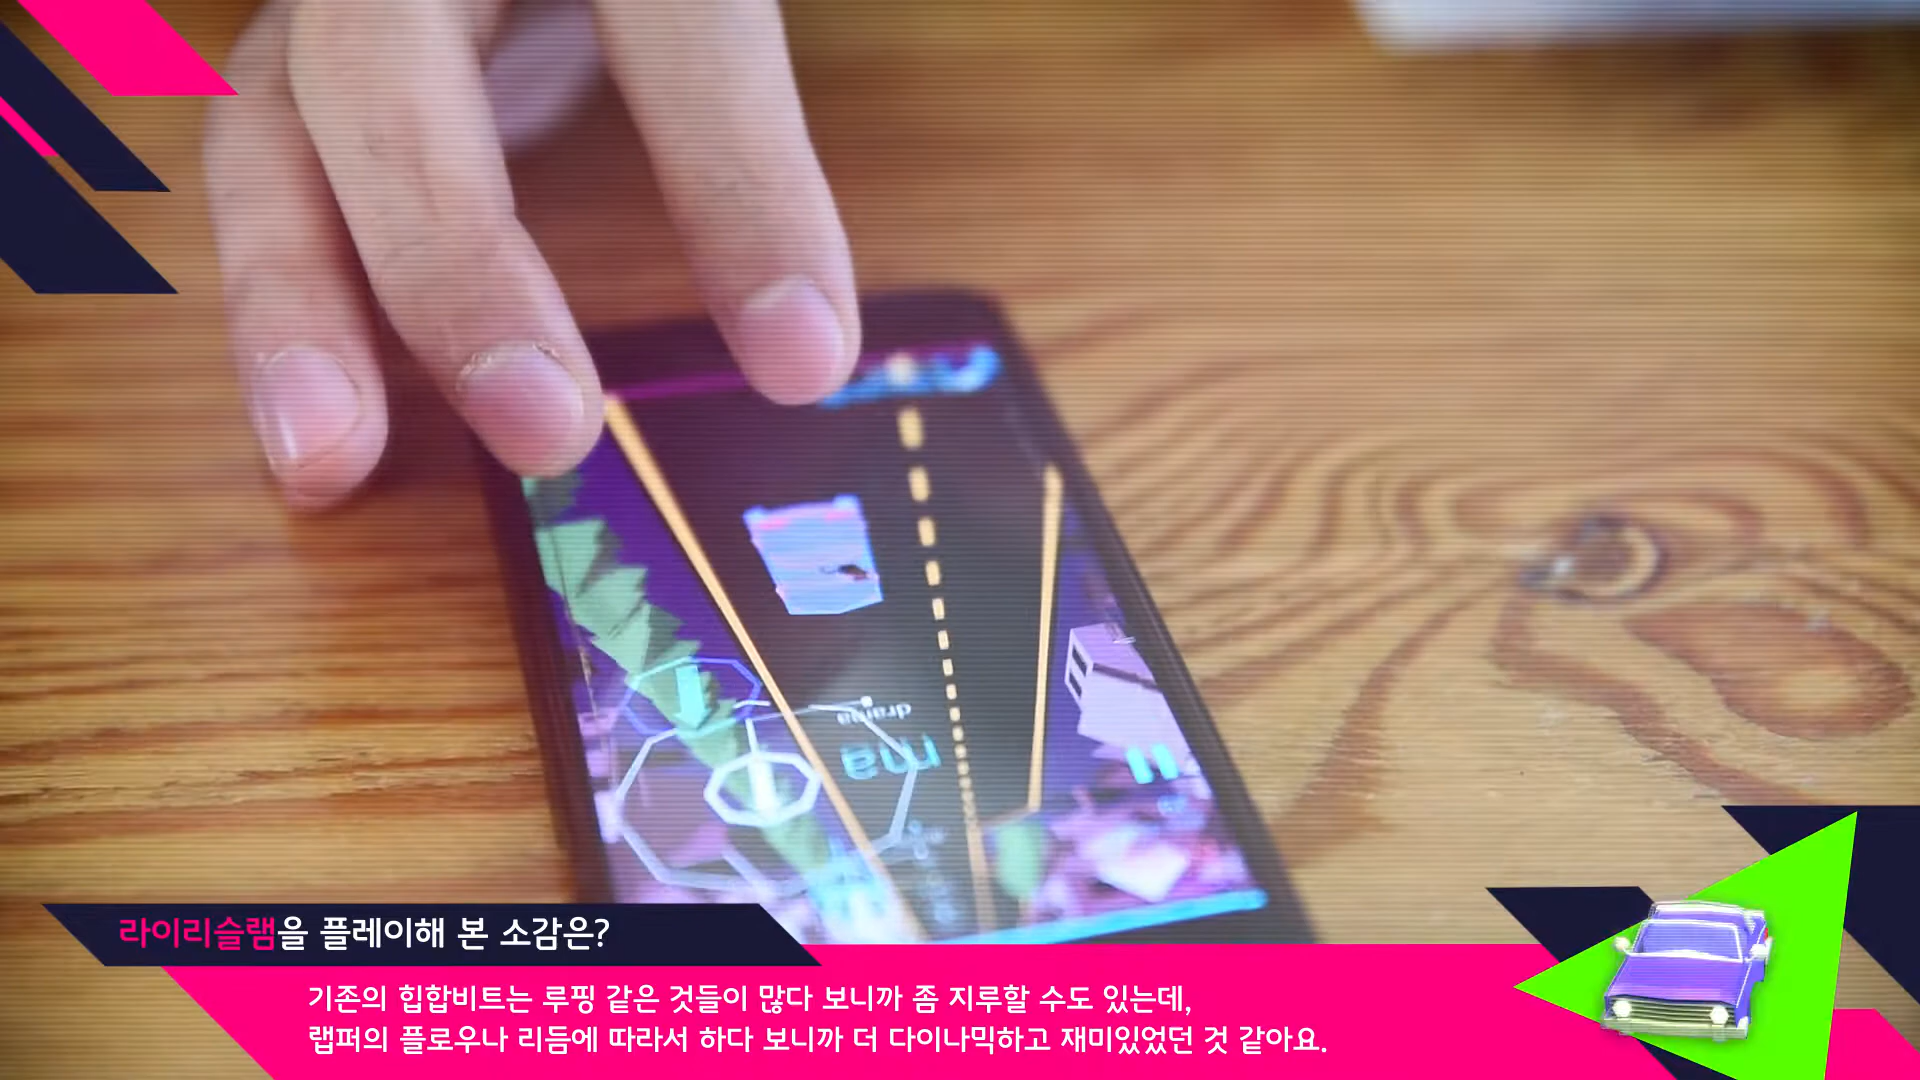 drama
ma
라이리슬램을 플레이해 본 소감은?
기존의 힙합비트는 루핑 같은 것들이 많다 보니까 좀 지루할 수도 있는데,
랩퍼의 플로우나 리듬에 따라서 하다 보니까 더 다이나믹하고 재미있었던 것 같아요.